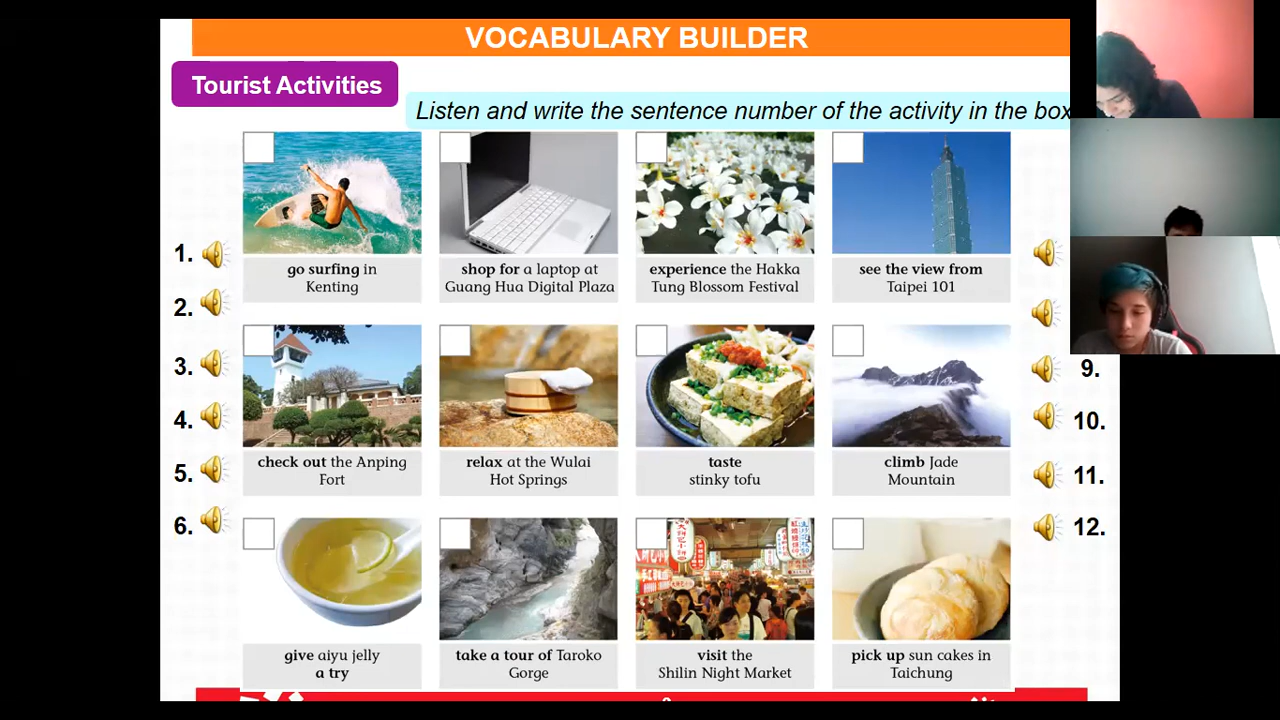 VOCABULARY BUILDER
Tourist Activities
Listen and write the sentence number of the activity in the box
1.
2.
3.
4.
5.
6.
9.
10.
11.
12.
go surfing in
Kenting
shop for a laptop at
Guang Hua Digital Plaza
experience the Hakka
Tung Blossom Festival
see the view from
Taipei 101
check out the Anping
Fort
relax at the Wulai
Hot Springs
taste
stinky tofu
climb Jade
Mountain
give aiyu jelly
a try
take a tour of Taroko
Gorge
visit the
Shilin Night Market
pick up sun cakes in
Taichung